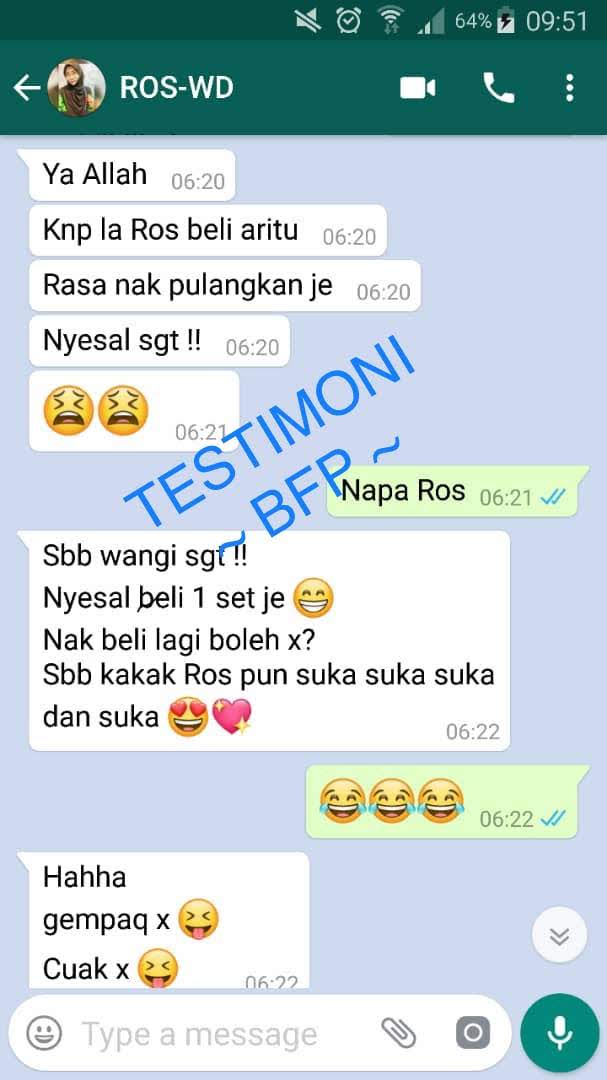 64% 09:51
ROS-WD
Ya Allah 06:20
Knp la Ros beli aritu 06:20
Rasa nak pulangkan je 06:20
Nyesal sgt !! 06:20
06:21
TESTIMONI
~ BFP ~
Napa Ros 06:21
Sbb wangi sgt !!
Nyesal beli 1 set je
Nak beli lagi boleh x?
Sbb kakak Ros pun suka suka suka
dan suka
06:22
06:22
Hahha
gempaq x
Cuak x
06:22
Type a message